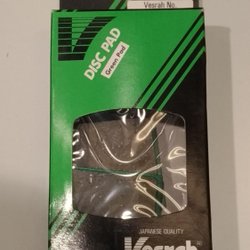 Vesrah No.
DISC PAD
Green Pad
JAPANESE QUALITY
Vesrah